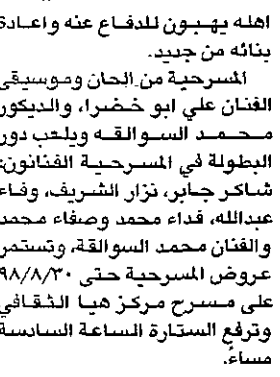 اهله يهبون للدفاع عنه واعادة
بنائه من جديد.
المسرحية من الحان وموسيقى
الفنان علي ابو خضرا، والديكور
محمد السوالقه ويلعب دور
البطولة في المسرحية الفنانون:
شاكر جابر، نزار الشريف، وفاء
عبدالله، فداء محمد وصفاء محمد
والفنان محمد السوالقة، وتستمر
عروض المسرحية حتى ٩٨/٨/٣٠
على مسرح مركز هيا الثقافي
وترفع الستارة الساعة السادسة
مساءً.